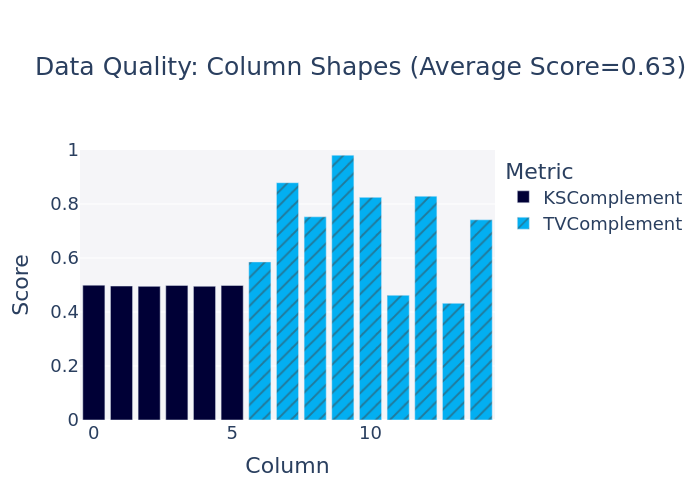 Data Quality: Column Shapes (Average Score=0.63)
Score
1
0.8
0.6
0.4
0.2
0
0
5
10
Column
Metric
KSComplement
TVComplement